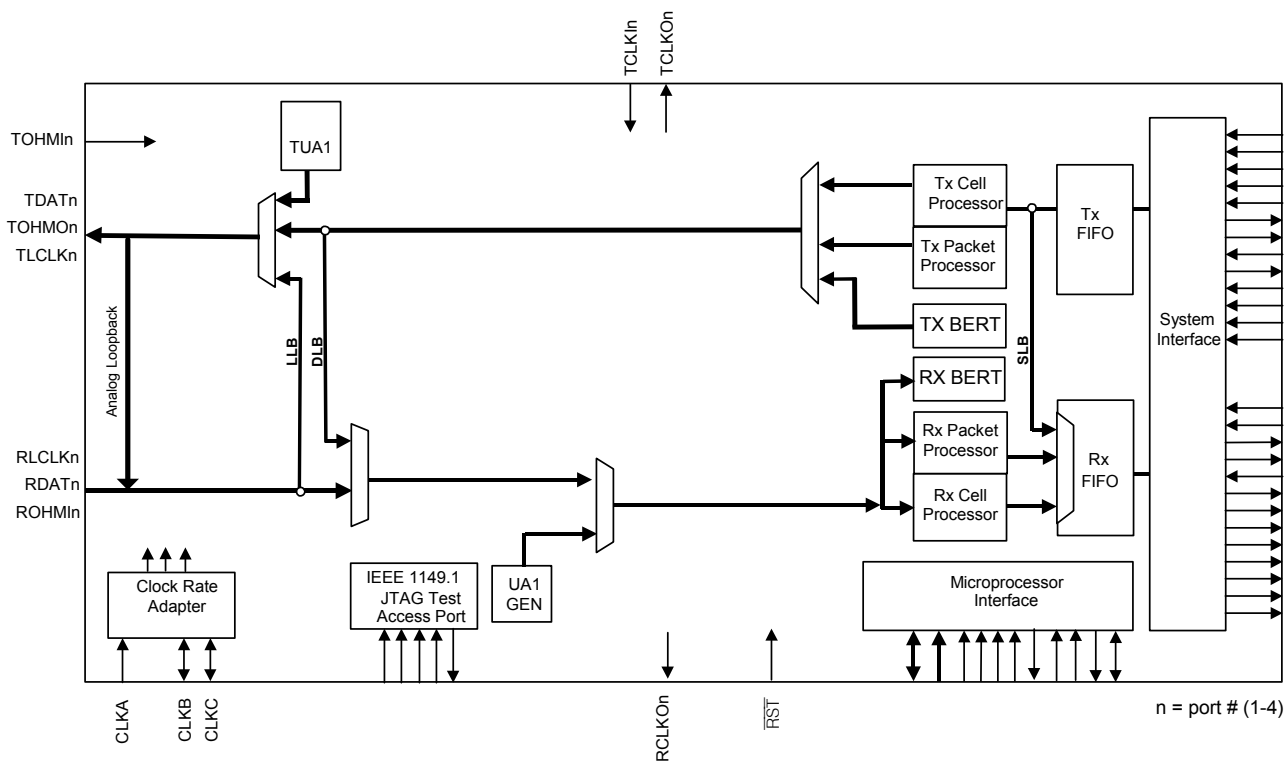 TCLKIn
TCLKOn
TOHMIn
TUA1
TDATn
TOHMOn
TLCLKn
Tx Cell
Processor
Tx
FIFO
Tx Packet
Processor
TX BERT
System
Interface
Analog Loopback
LLB
DLB
SLB
RX BERT
Rx Packet
Processor
Rx
FIFO
Rx Cell
Processor
RLCLKn
RDATn
ROHMIn
Clock Rate
Adapter
IEEE 1149.1
JTAG Test
Access Port
UA1
GEN
Microprocessor
Interface
CLKA
CLKB
CLKC
RCLKOn
RST
n = port # (1-4)